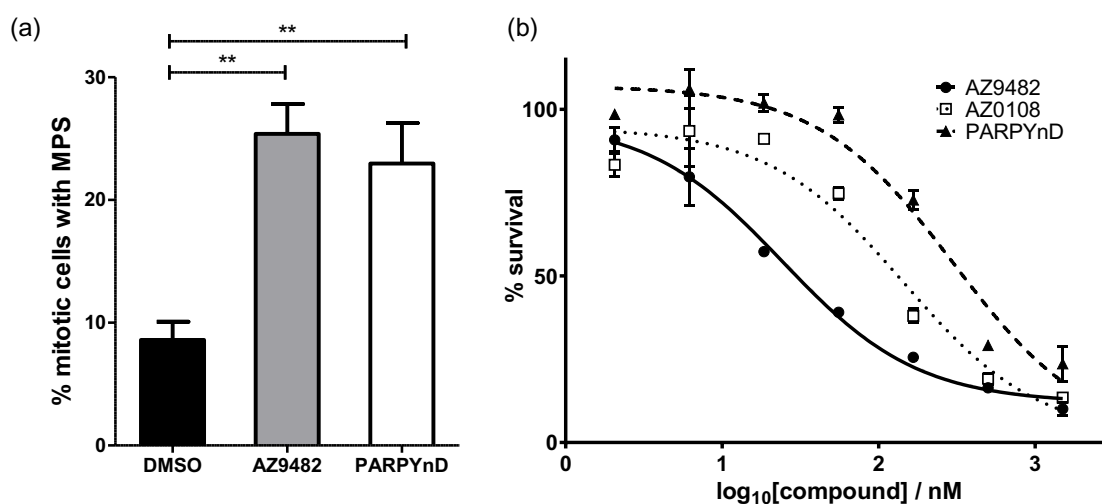 (a)
**
**
% mitotic cells with MPS
30
20
10
0
DMSO AZ9482 PARPYnD
(b)
AZ9482
AZ0108
PARPYnD
% survival
100
50
0
0 1 2 3
log10[compound] / nM